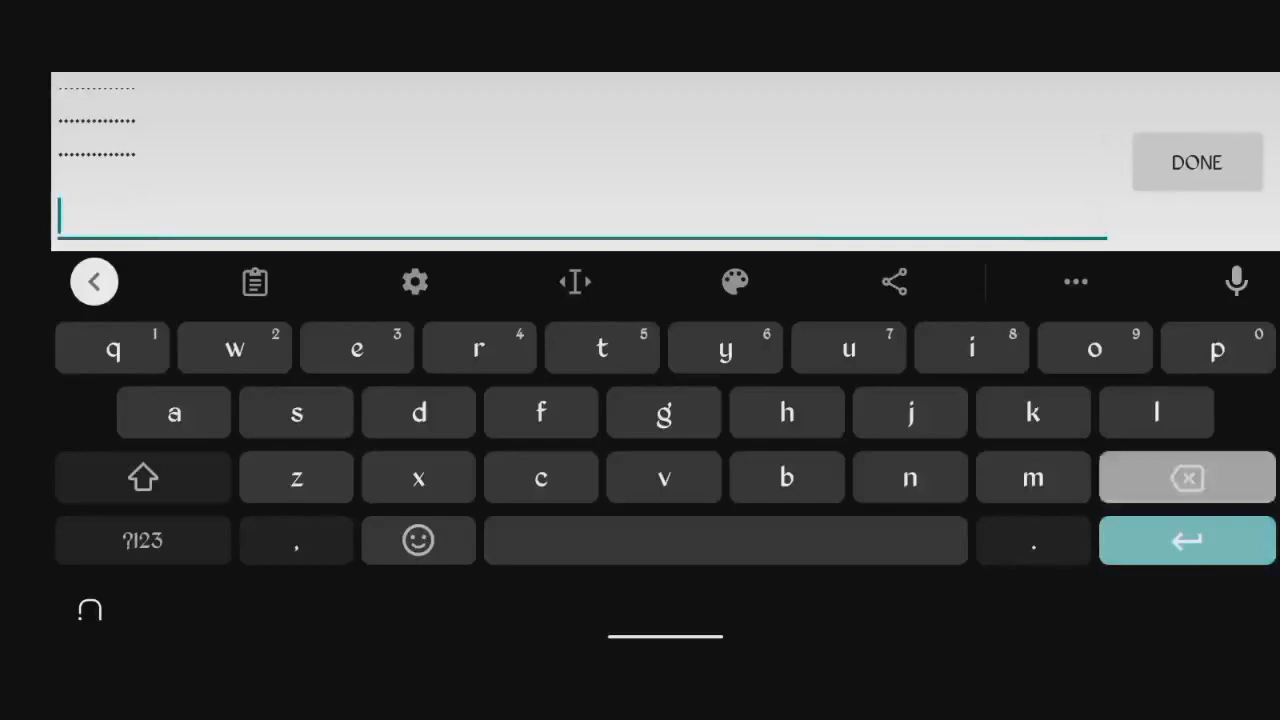 ..............
..............
..............
DONE
q 1 w 2 e 3 r 4 t 5 y 6 u 7 i 8 o 9 p 0
a s d f g h j k l
z x c v b n m
?123 , .